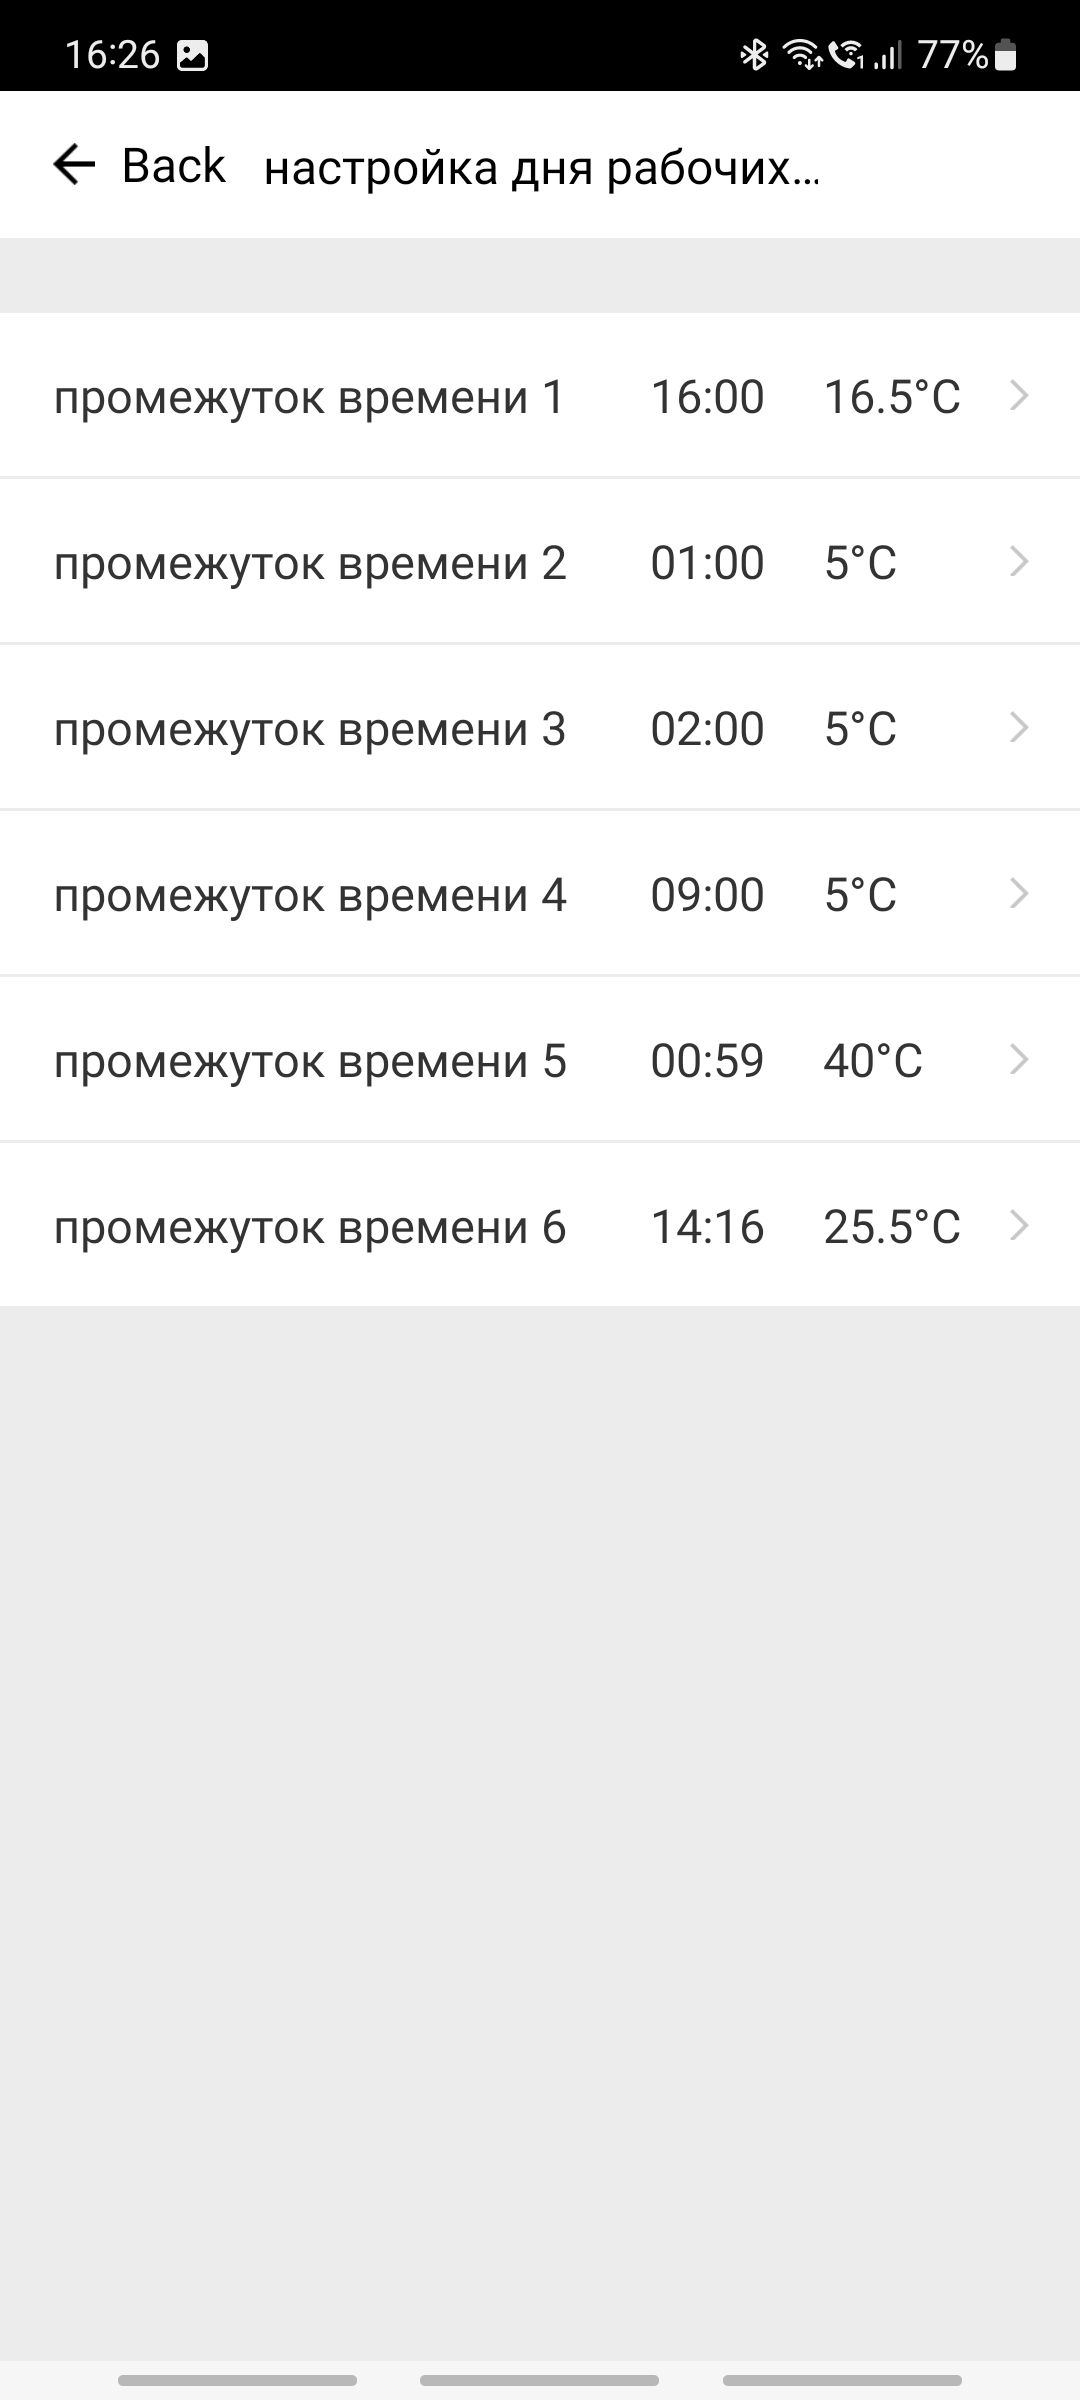 16:26 77%
Back настройка дня рабочих...
промежуток времени 1 16:00 16.5°C
промежуток времени 2 01:00 5°C
промежуток времени 3 02:00 5°C
промежуток времени 4 09:00 5°C
промежуток времени 5 00:59 40°C
промежуток времени 6 14:16 25.5°C